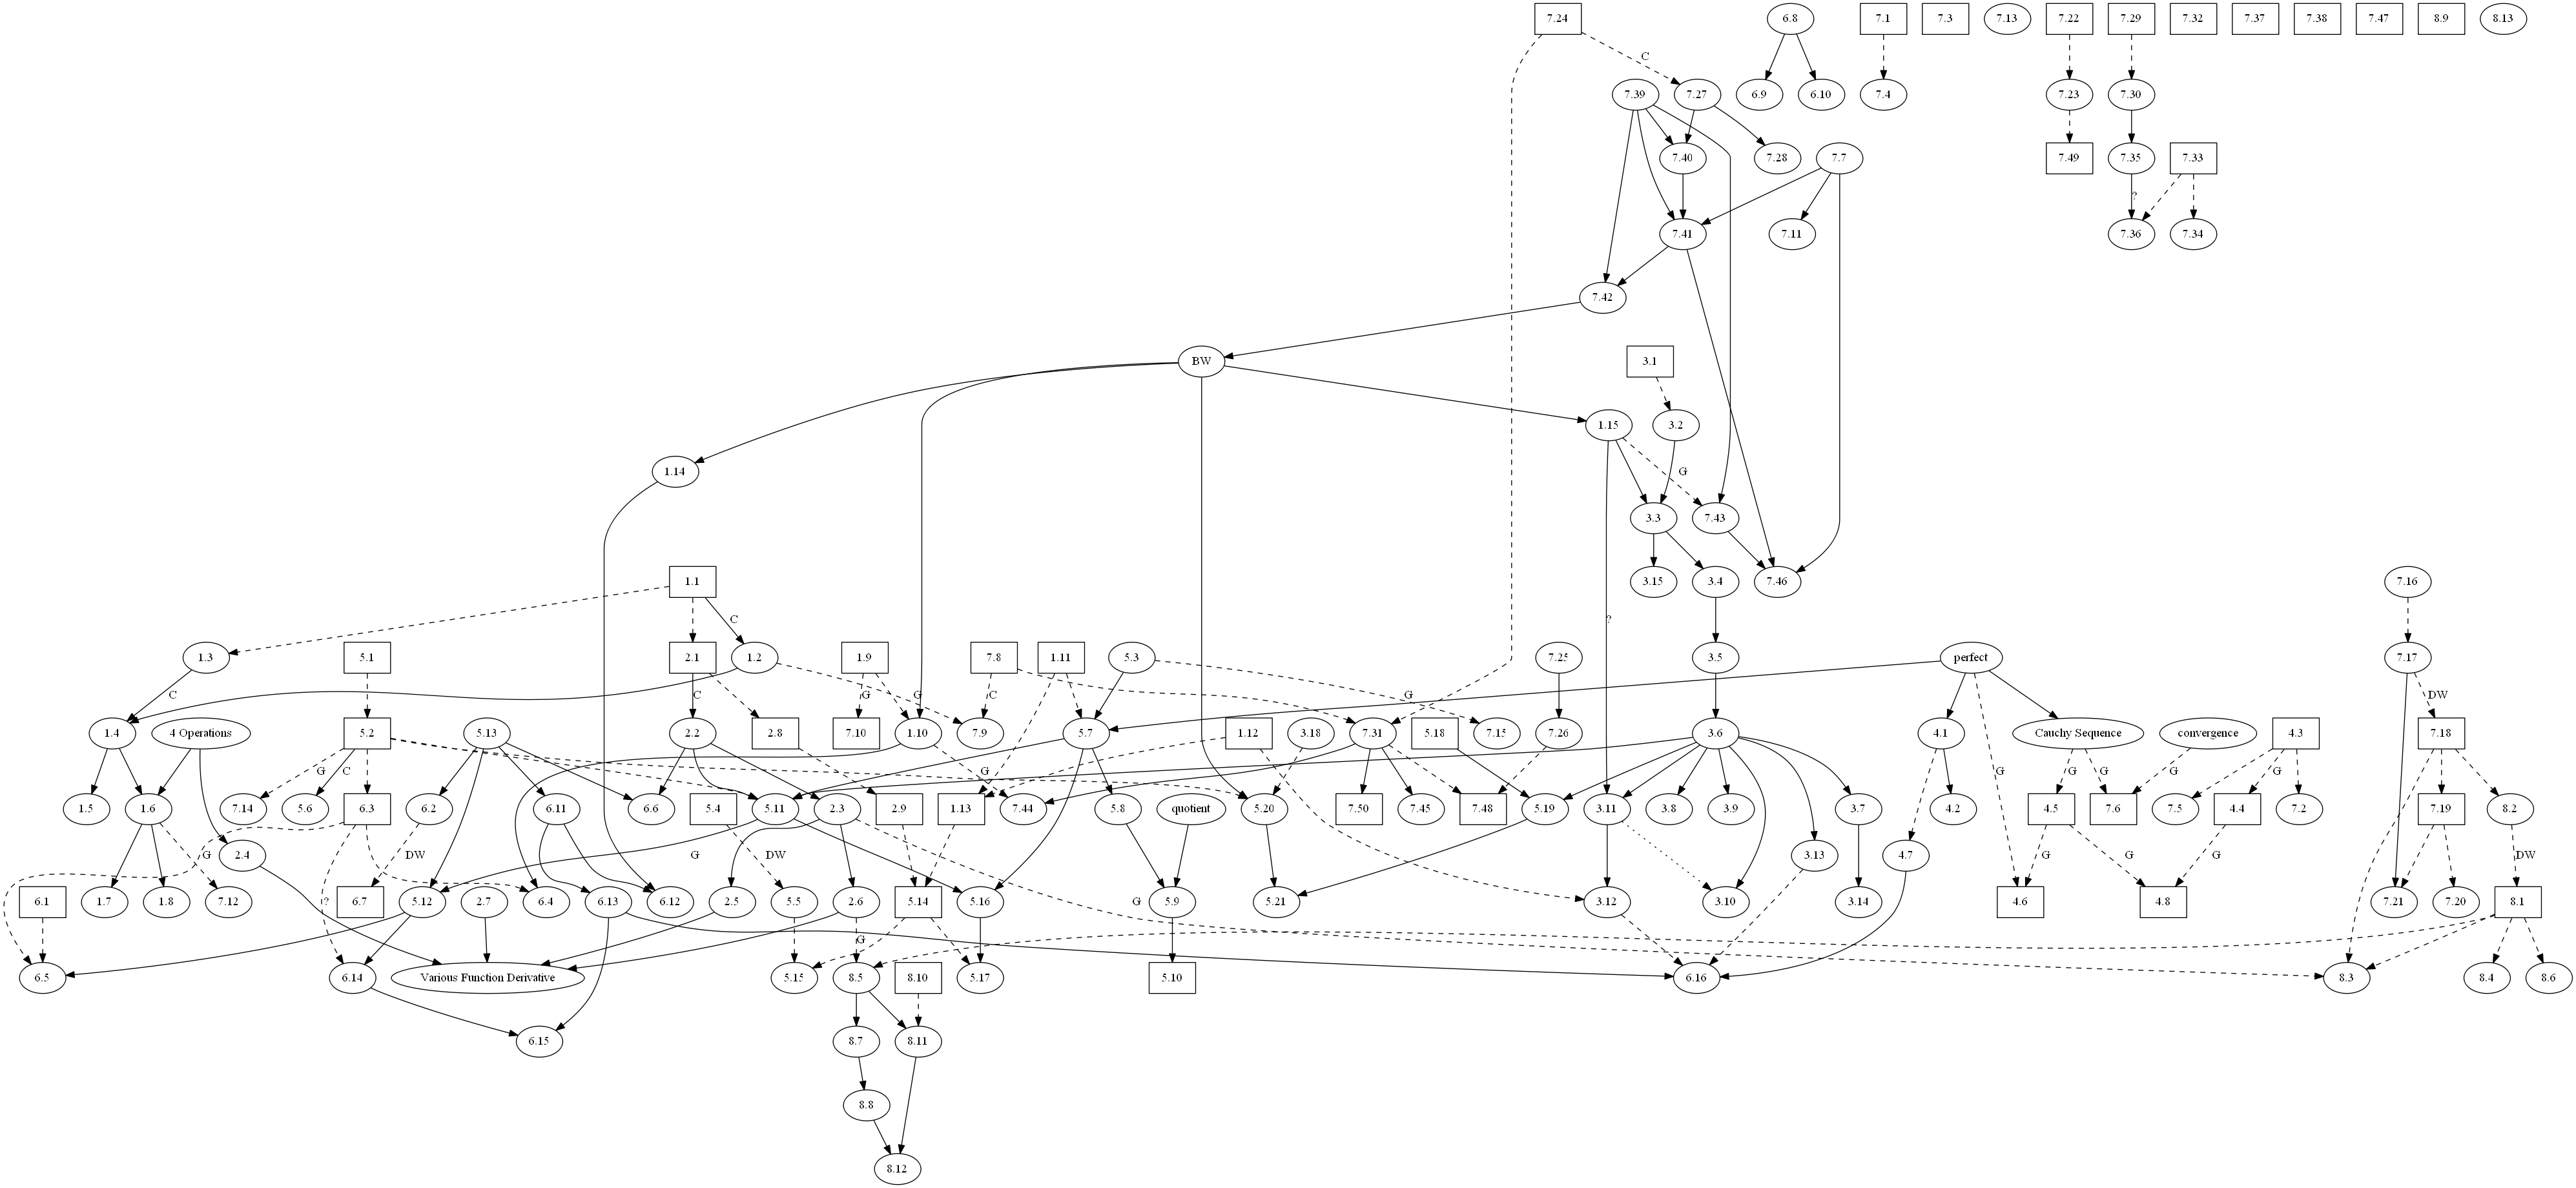 7.24 6.8 7.1 7.3 7.13 7.22 7.29 7.32 7.37 7.38 7.47 8.9 8.13
C
7.39 7.27 6.9 6.10 7.4 7.23 7.30
7.40 7.28 7.7 7.49 7.35 7.33
?
7.41 7.11 7.36 7.34
7.42
BW 3.1
1.15 3.2
1.14 G
3.3 7.43
1.1 3.15 3.4 7.46 7.16
C ?
1.3 5.1 2.1 1.2 1.9 7.8 1.11 5.3 7.25 3.5 perfect 7.17
C C G G C G DW
1.4 4 Operations 5.2 5.13 2.2 2.8 7.10 1.10 7.9 5.7 1.12 3.18 7.31 5.18 7.15 7.26 3.6 4.1 Cauchy Sequence convergence 4.3 7.18
G C G G G G G
1.5 1.6 7.14 5.6 6.3 6.2 6.11 6.6 5.4 5.11 2.3 2.9 1.13 7.44 5.8 quotient 5.20 7.50 7.45 7.48 5.19 3.11 3.8 3.9 3.7 4.2 4.5 7.6 7.5 4.4 7.2 7.19 8.2
G 2.4 DW G DW 3.13 4.7 G G G DW
6.1 1.7 1.8 7.12 6.7 5.12 2.7 6.4 6.13 6.12 2.5 5.5 2.6 5.14 5.16 5.9 5.21 3.12 3.10 3.14 4.6 4.8 7.21 7.20 8.1
? G G
6.5 6.14 Various Function Derivative 5.15 8.5 8.10 5.17 5.10 6.16 8.3 8.4 8.6
6.15 8.7 8.11
8.8
8.12